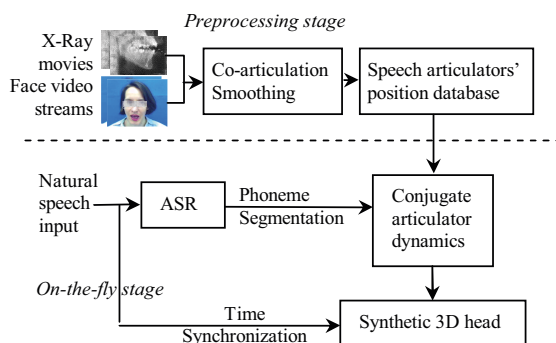 Preprocessing stage
X-Ray
movies
Face video
streams
Co-articulation
Smoothing
Speech articulators’
position database
Natural
speech
input
ASR
Phoneme
Segmentation
Conjugate
articulator
dynamics
On-the-fly stage
Time
Synchronization
Synthetic 3D head